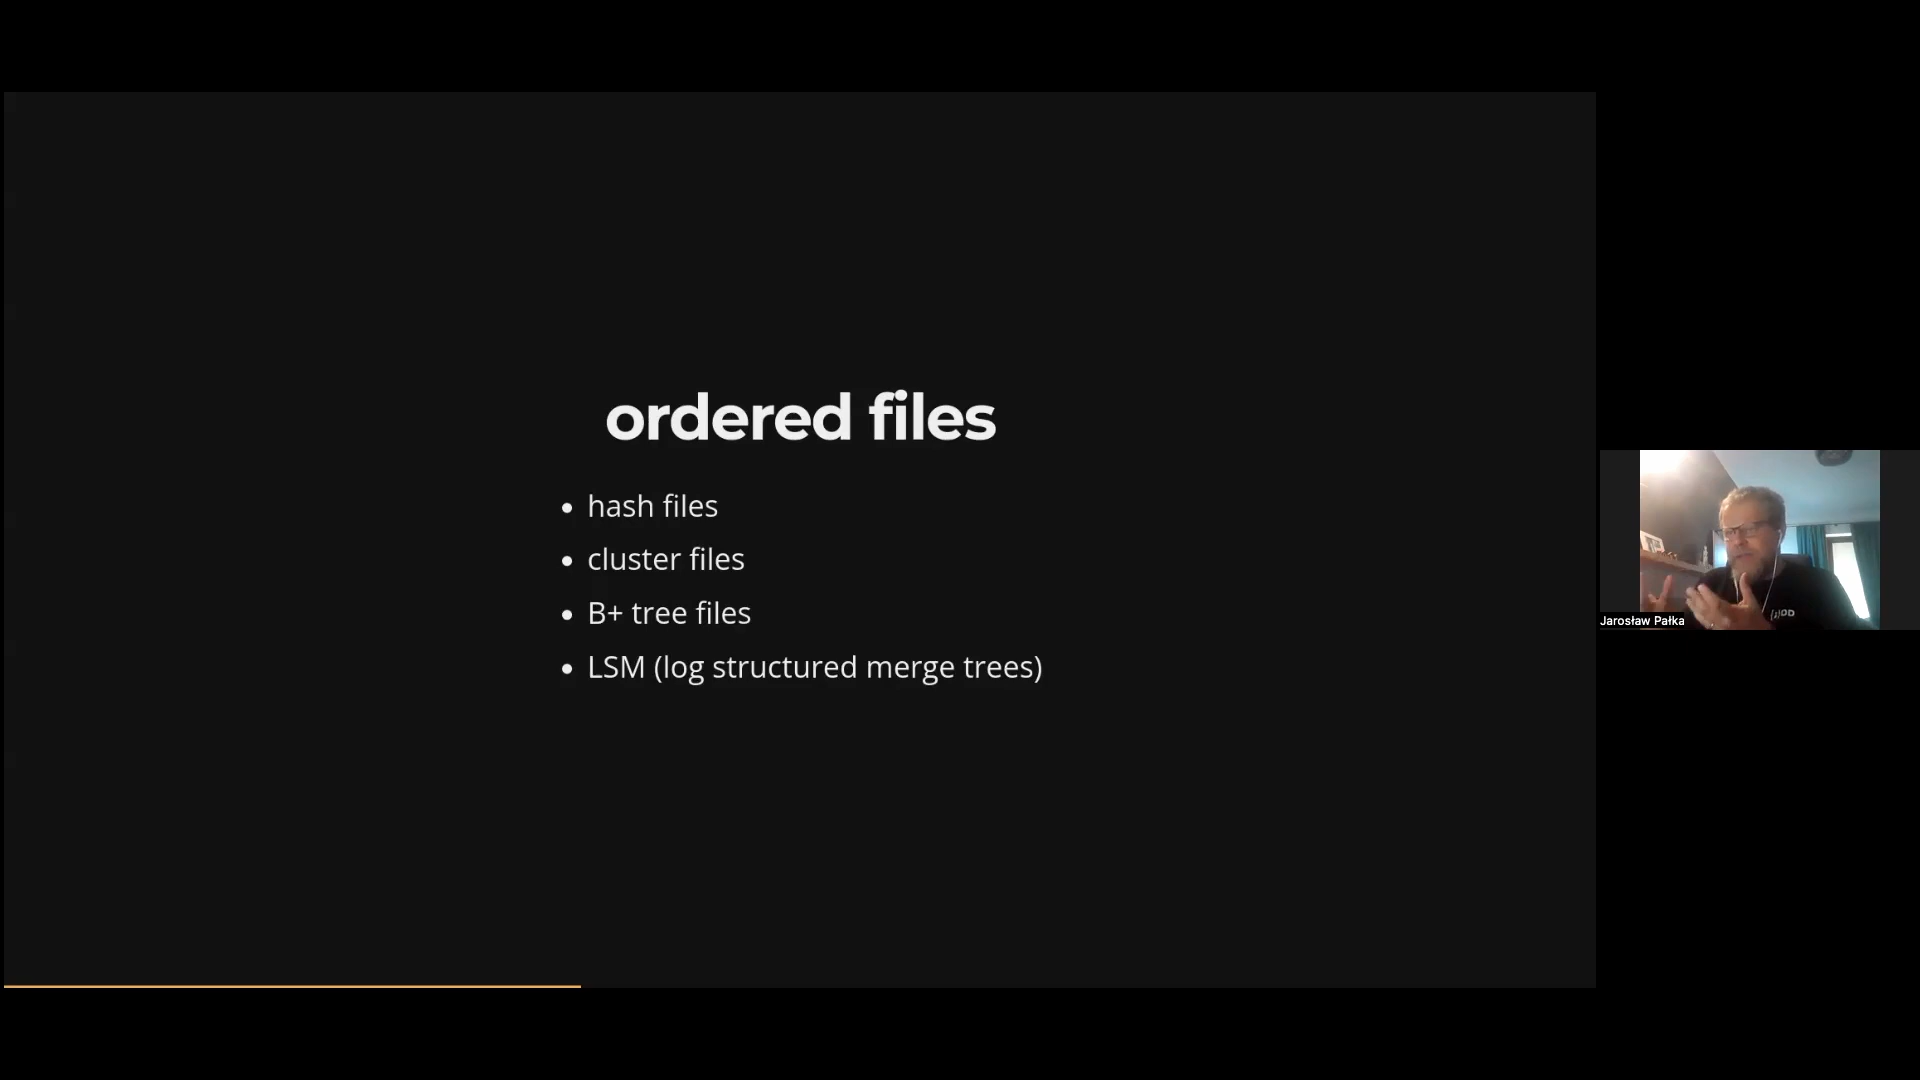 ordered files
hash files
cluster files
B+ tree files
LSM (log structured merge trees)
Jarosław Pałka